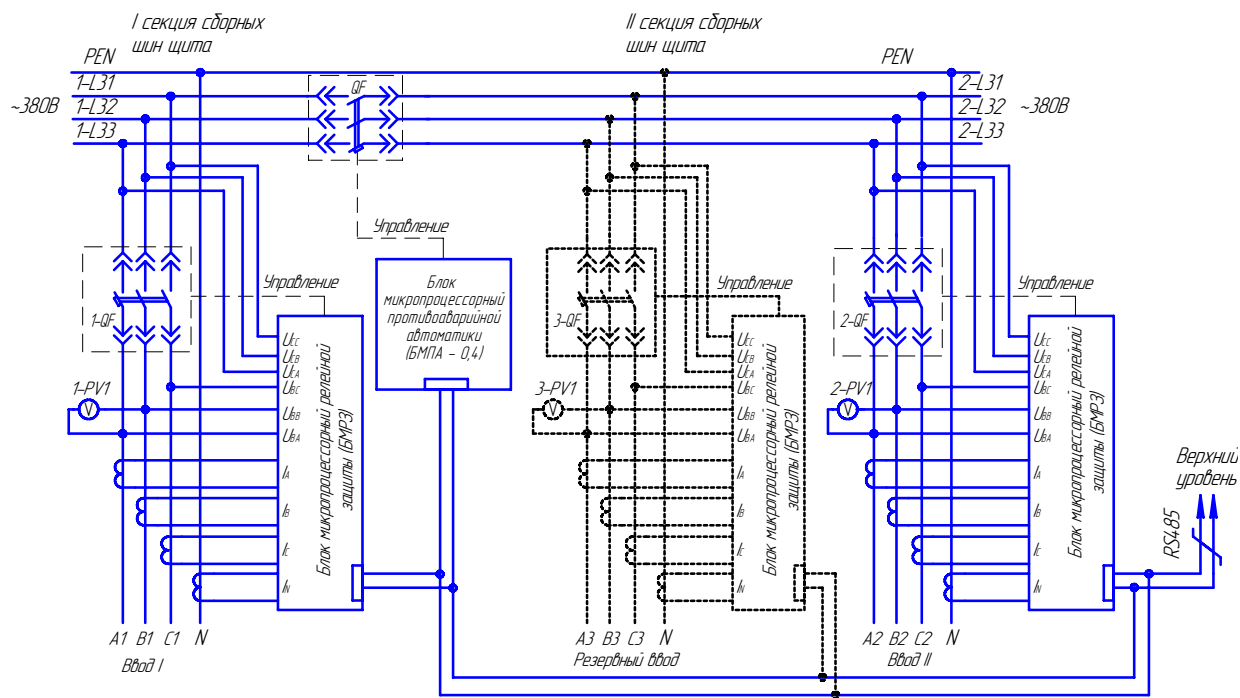 I секция сборных
шин щита
II секция сборных
шин щита
PEN
PEN
1-L31
QF
2-L31
~380В
1-L32
2-L32
~380В
1-L33
2-L33
Управление
Управление
Управление
Управление
Блок
микропроцессорный
противоаварийной
автоматики
(БМПА - 0,4)
1-QF
3-QF
2-QF
1-PV1
V
3-PV1
V
2-PV1
V
UCC
UCB
UCA
UBC
UBB
UBA
IA
IB
IC
IN
Блок микропроцессорный релейной
защиты (БМРЗ)
UCC
UCB
UCA
UBC
UBB
UBA
IA
IB
IC
IN
Блок микропроцессорный релейной
защиты (БМРЗ)
UCC
UCB
UCA
UBC
UBB
UBA
IA
IB
IC
IN
Блок микропроцессорный релейной
защиты (БМРЗ)
Верхний
уровень
RS485
A1 B1 C1 N
Ввод I
A3 B3 C3 N
Резервный ввод
A2 B2 C2 N
Ввод II